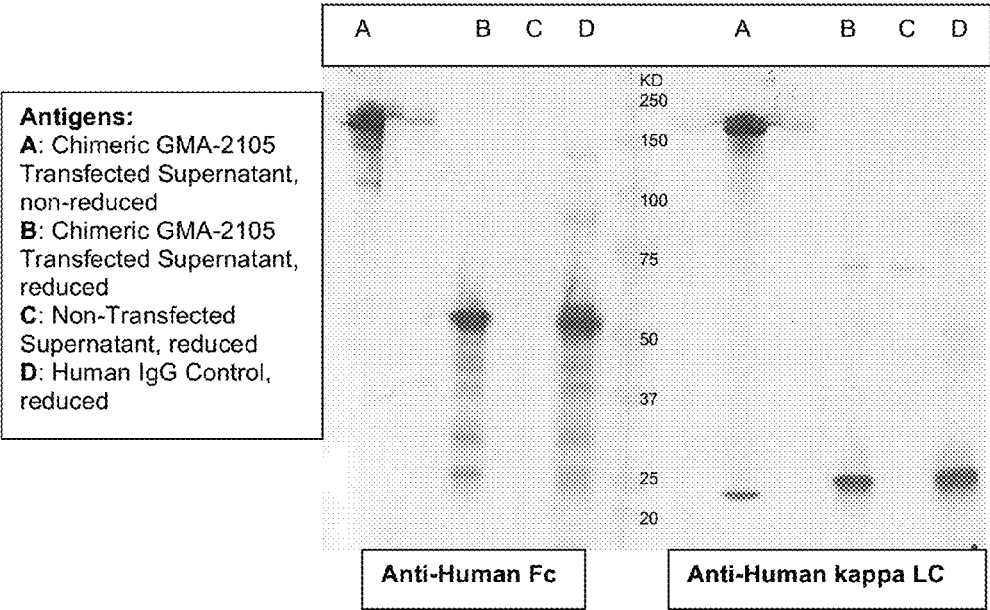 A B C D A B C D
Antigens:
A: Chimeric GMA-2105
Transfected Supernatant,
non-reduced
B: Chimeric GMA-2105
Transfected Supernatant,
reduced
C: Non-Transfected
Supernatant, reduced
D: Human IgG Control,
reduced
KD
250
150
100
75
50
37
25
20
Anti-Human Fc
Anti-Human kappa LC